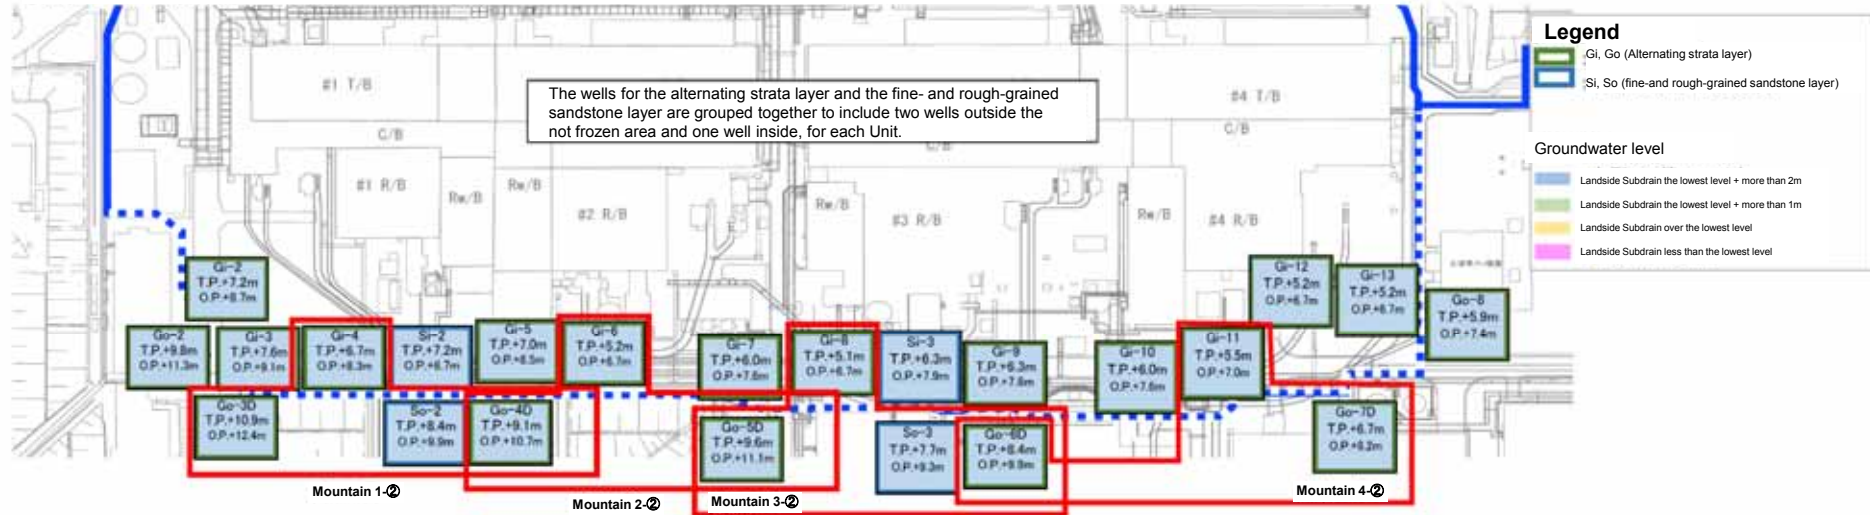 Legend
Gi, Go (Alternating strata layer)
Si, So (fine-and rough-grained sandstone layer)
Groundwater level
Landside Subdrain the lowest level + more than 2m
Landside Subdrain the lowest level + more than 1m
Landside Subdrain over the lowest level
Landside Subdrain less than the lowest level
The wells for the alternating strata layer and the fine- and rough-grained
sandstone layer are grouped together to include two wells outside the
not frozen area and one well inside, for each Unit.
#1 T/B
#4 T/B
C/B
C/B
C/B
#1 R/B
Rw/B
Rw/B
#2 R/B
Rw/B
#3 R/B
Rw/B
#4 R/B
Gi-2
T.P.+7.2m
O.P.+8.7m
Gi-12
T.P.+5.2m
O.P.+6.7m
Gi-13
T.P.+5.2m
O.P.+6.7m
Go-8
T.P.+5.9m
O.P.+7.4m
Go-2
T.P.+9.8m
O.P.+11.3m
Gi-3
T.P.+7.6m
O.P.+9.1m
Gi-4
T.P.+6.7m
O.P.+8.3m
Si-2
T.P.+7.2m
O.P.+8.7m
Gi-5
T.P.+7.0m
O.P.+8.5m
Gi-6
T.P.+5.2m
O.P.+6.7m
Gi-7
T.P.+6.0m
O.P.+7.6m
Gi-8
T.P.+5.1m
O.P.+6.7m
Si-3
T.P.+6.3m
O.P.+7.9m
Gi-9
T.P.+6.3m
O.P.+7.8m
Gi-10
T.P.+6.0m
O.P.+7.6m
Gi-11
T.P.+5.5m
O.P.+7.0m
Go-3D
T.P.+10.9m
O.P.+12.4m
So-2
T.P.+8.4m
O.P.+9.9m
Go-4D
T.P.+9.1m
O.P.+10.7m
Go-5D
T.P.+9.6m
O.P.+11.1m
So-3
T.P.+7.7m
O.P.+9.3m
Go-6D
T.P.+8.4m
O.P.+9.9m
Go-7D
T.P.+6.7m
O.P.+8.2m
Mountain 1-②
Mountain 2-②
Mountain 3-②
Mountain 4-②